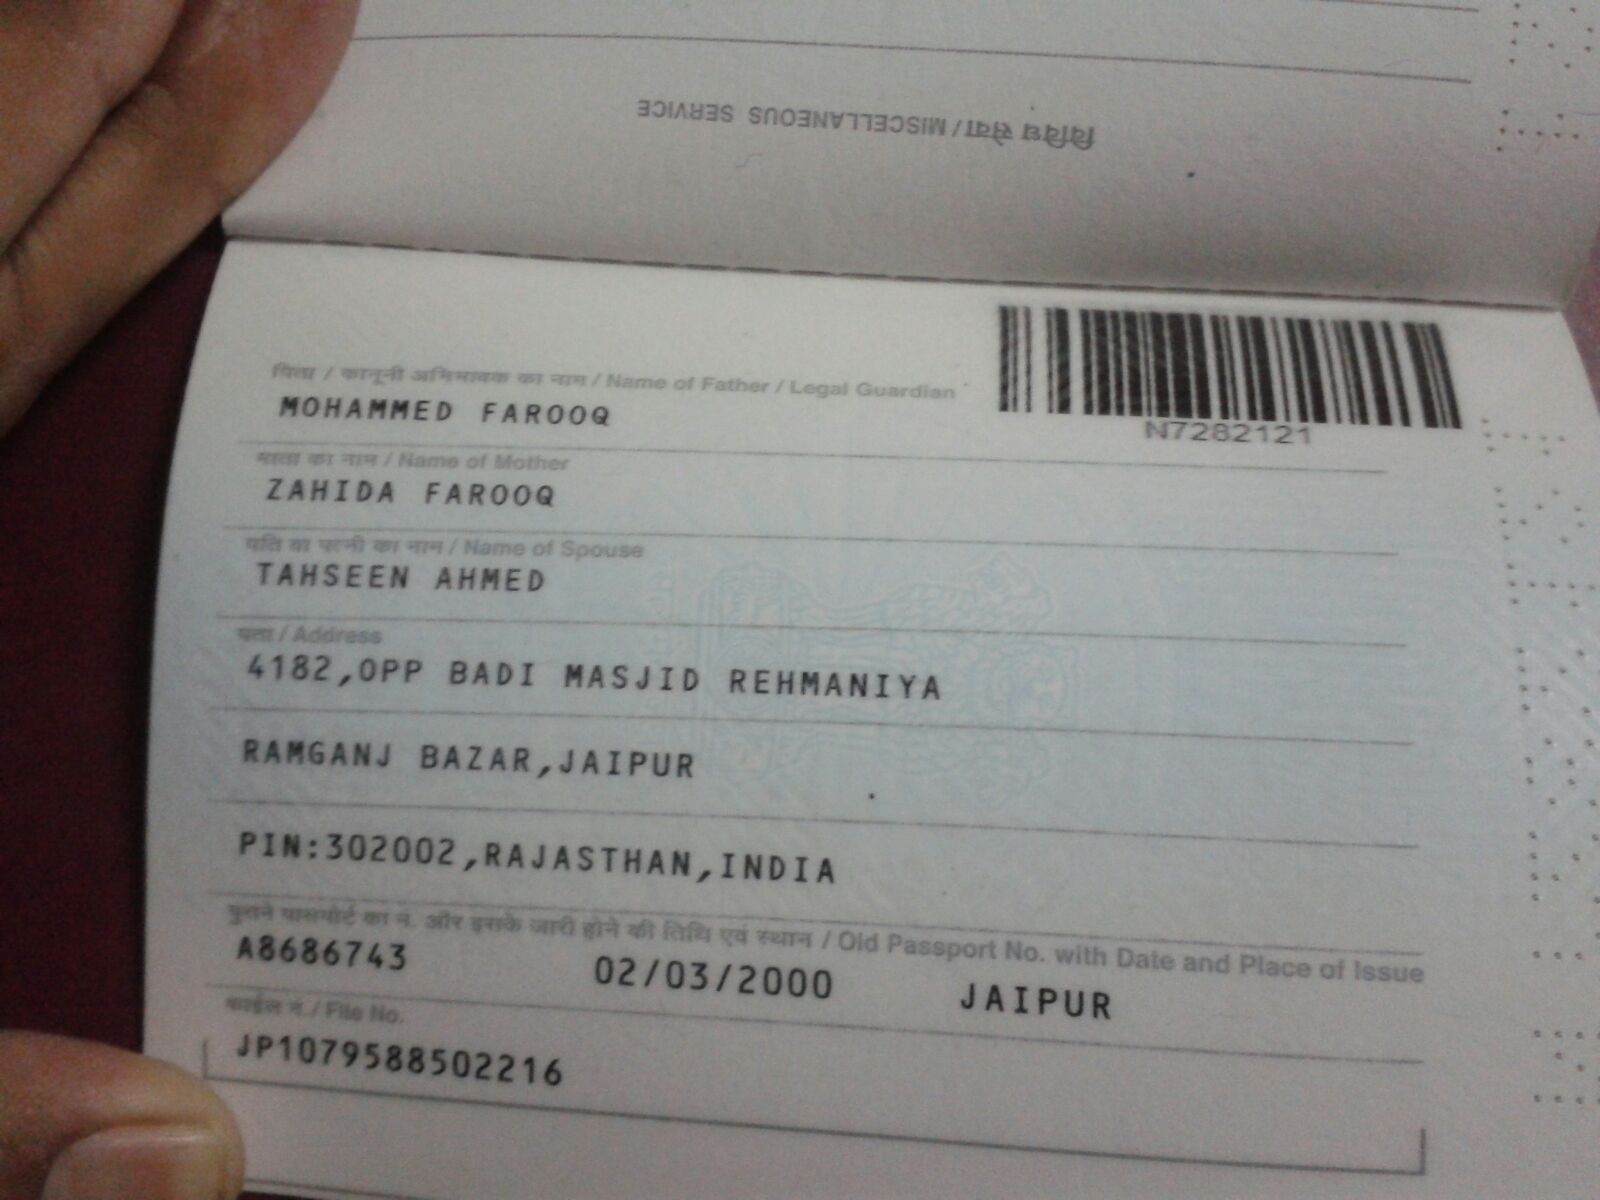 विविध सेवा / MISCELLANEOUS SERVICE
N7282121
पिता / कानूनी अभिभावक का नाम / Name of Father / Legal Guardian
MOHAMMED FAROOQ
माता का नाम / Name of Mother
ZAHIDA FAROOQ
पति या पत्नी का नाम / Name of Spouse
TAHSEEN AHMED
पता / Address
4182,OPP BADI MASJID REHMANIYA
RAMGANJ BAZAR,JAIPUR
PIN:302002,RAJASTHAN,INDIA
पुराने पासपोर्ट का नं. और इसके जारी होने की तिथि एवं स्थान / Old Passport No. with Date and Place of Issue
A8686743 02/03/2000 JAIPUR
फाईल नं. / File No.
JP1079588502216